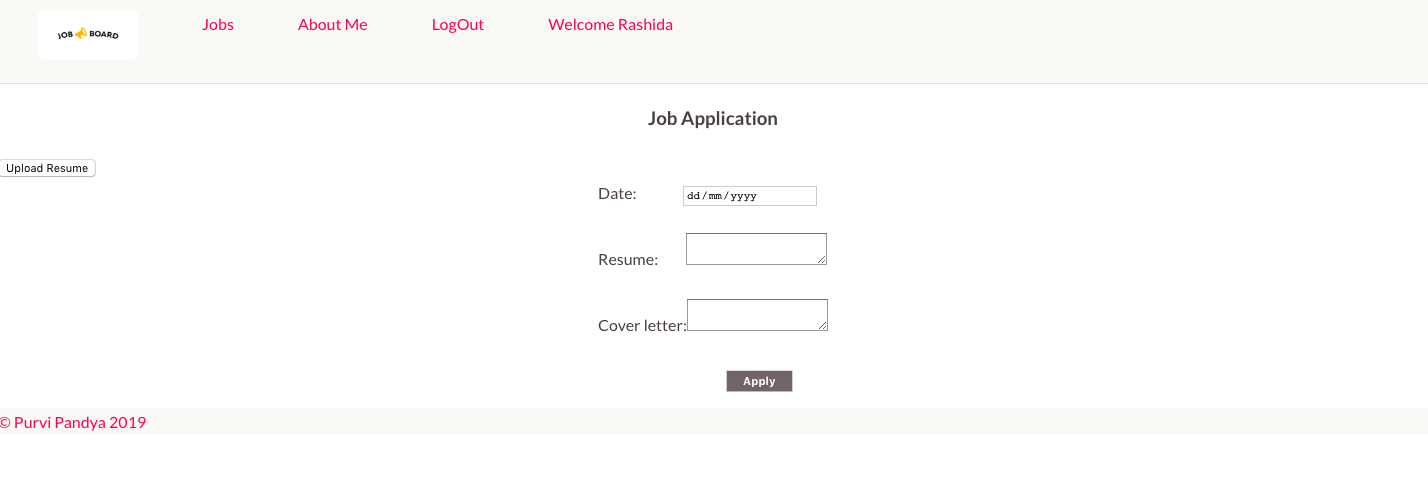 JOB BOARD
Jobs About Me LogOut Welcome Rashida
Job Application
Upload Resume
Date: dd/mm/yyyy
Resume:
Cover letter:
Apply
© Purvi Pandya 2019